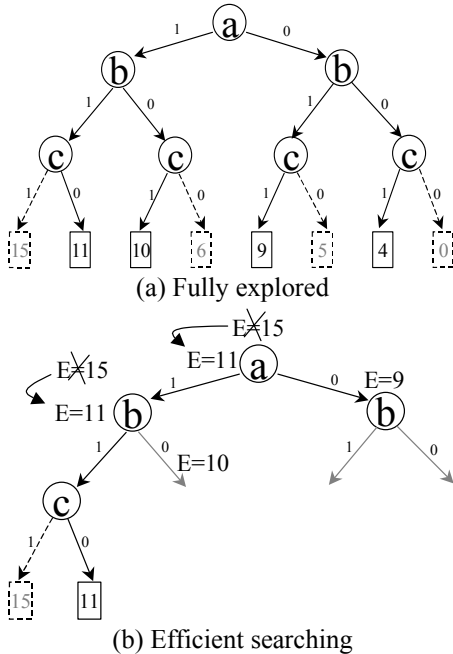 a
1 0
b b
1 0 1 0
c c c c
1 0 1 0 1 0 1 0
15 11 10 6 9 5 4 0
(a) Fully explored
E=15
E=15 E=11 a
1 0 E=9
E=11 b b
1 0 E=10 1 0
c
1 0
15 11
(b) Efficient searching